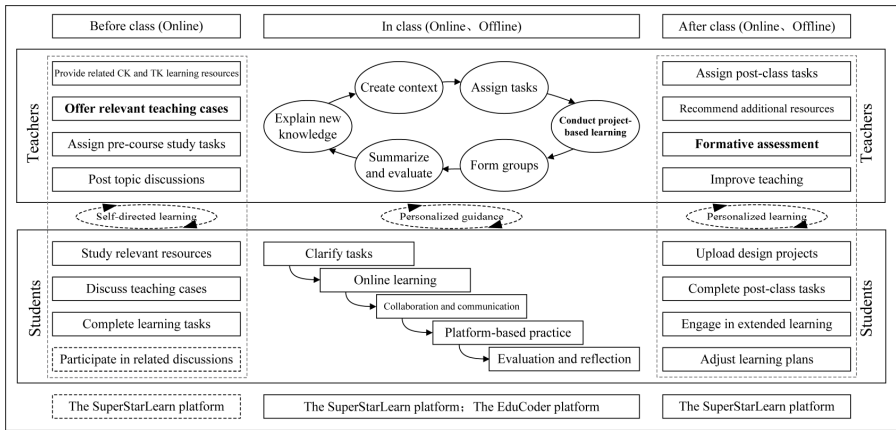 Before class (Online)
In class (Online、Offline)
After class (Online、Offline)
Teachers
Provide related CK and TK learning resources
Offer relevant teaching cases
Assign pre-course study tasks
Post topic discussions
Create context
Assign tasks
Explain new
knowledge
Conduct project-
based learning
Summarize
and evaluate
Form groups
Assign post-class tasks
Recommend additional resources
Formative assessment
Improve teaching
Teachers
Self-directed learning
Personalized guidance
Personalized learning
Students
Study relevant resources
Discuss teaching cases
Complete learning tasks
Participate in related discussions
Clarify tasks
Online learning
Collaboration and communication
Platform-based practice
Evaluation and reflection
Upload design projects
Complete post-class tasks
Engage in extended learning
Adjust learning plans
Students
The SuperStarLearn platform
The SuperStarLearn platform；The EduCoder platform
The SuperStarLearn platform